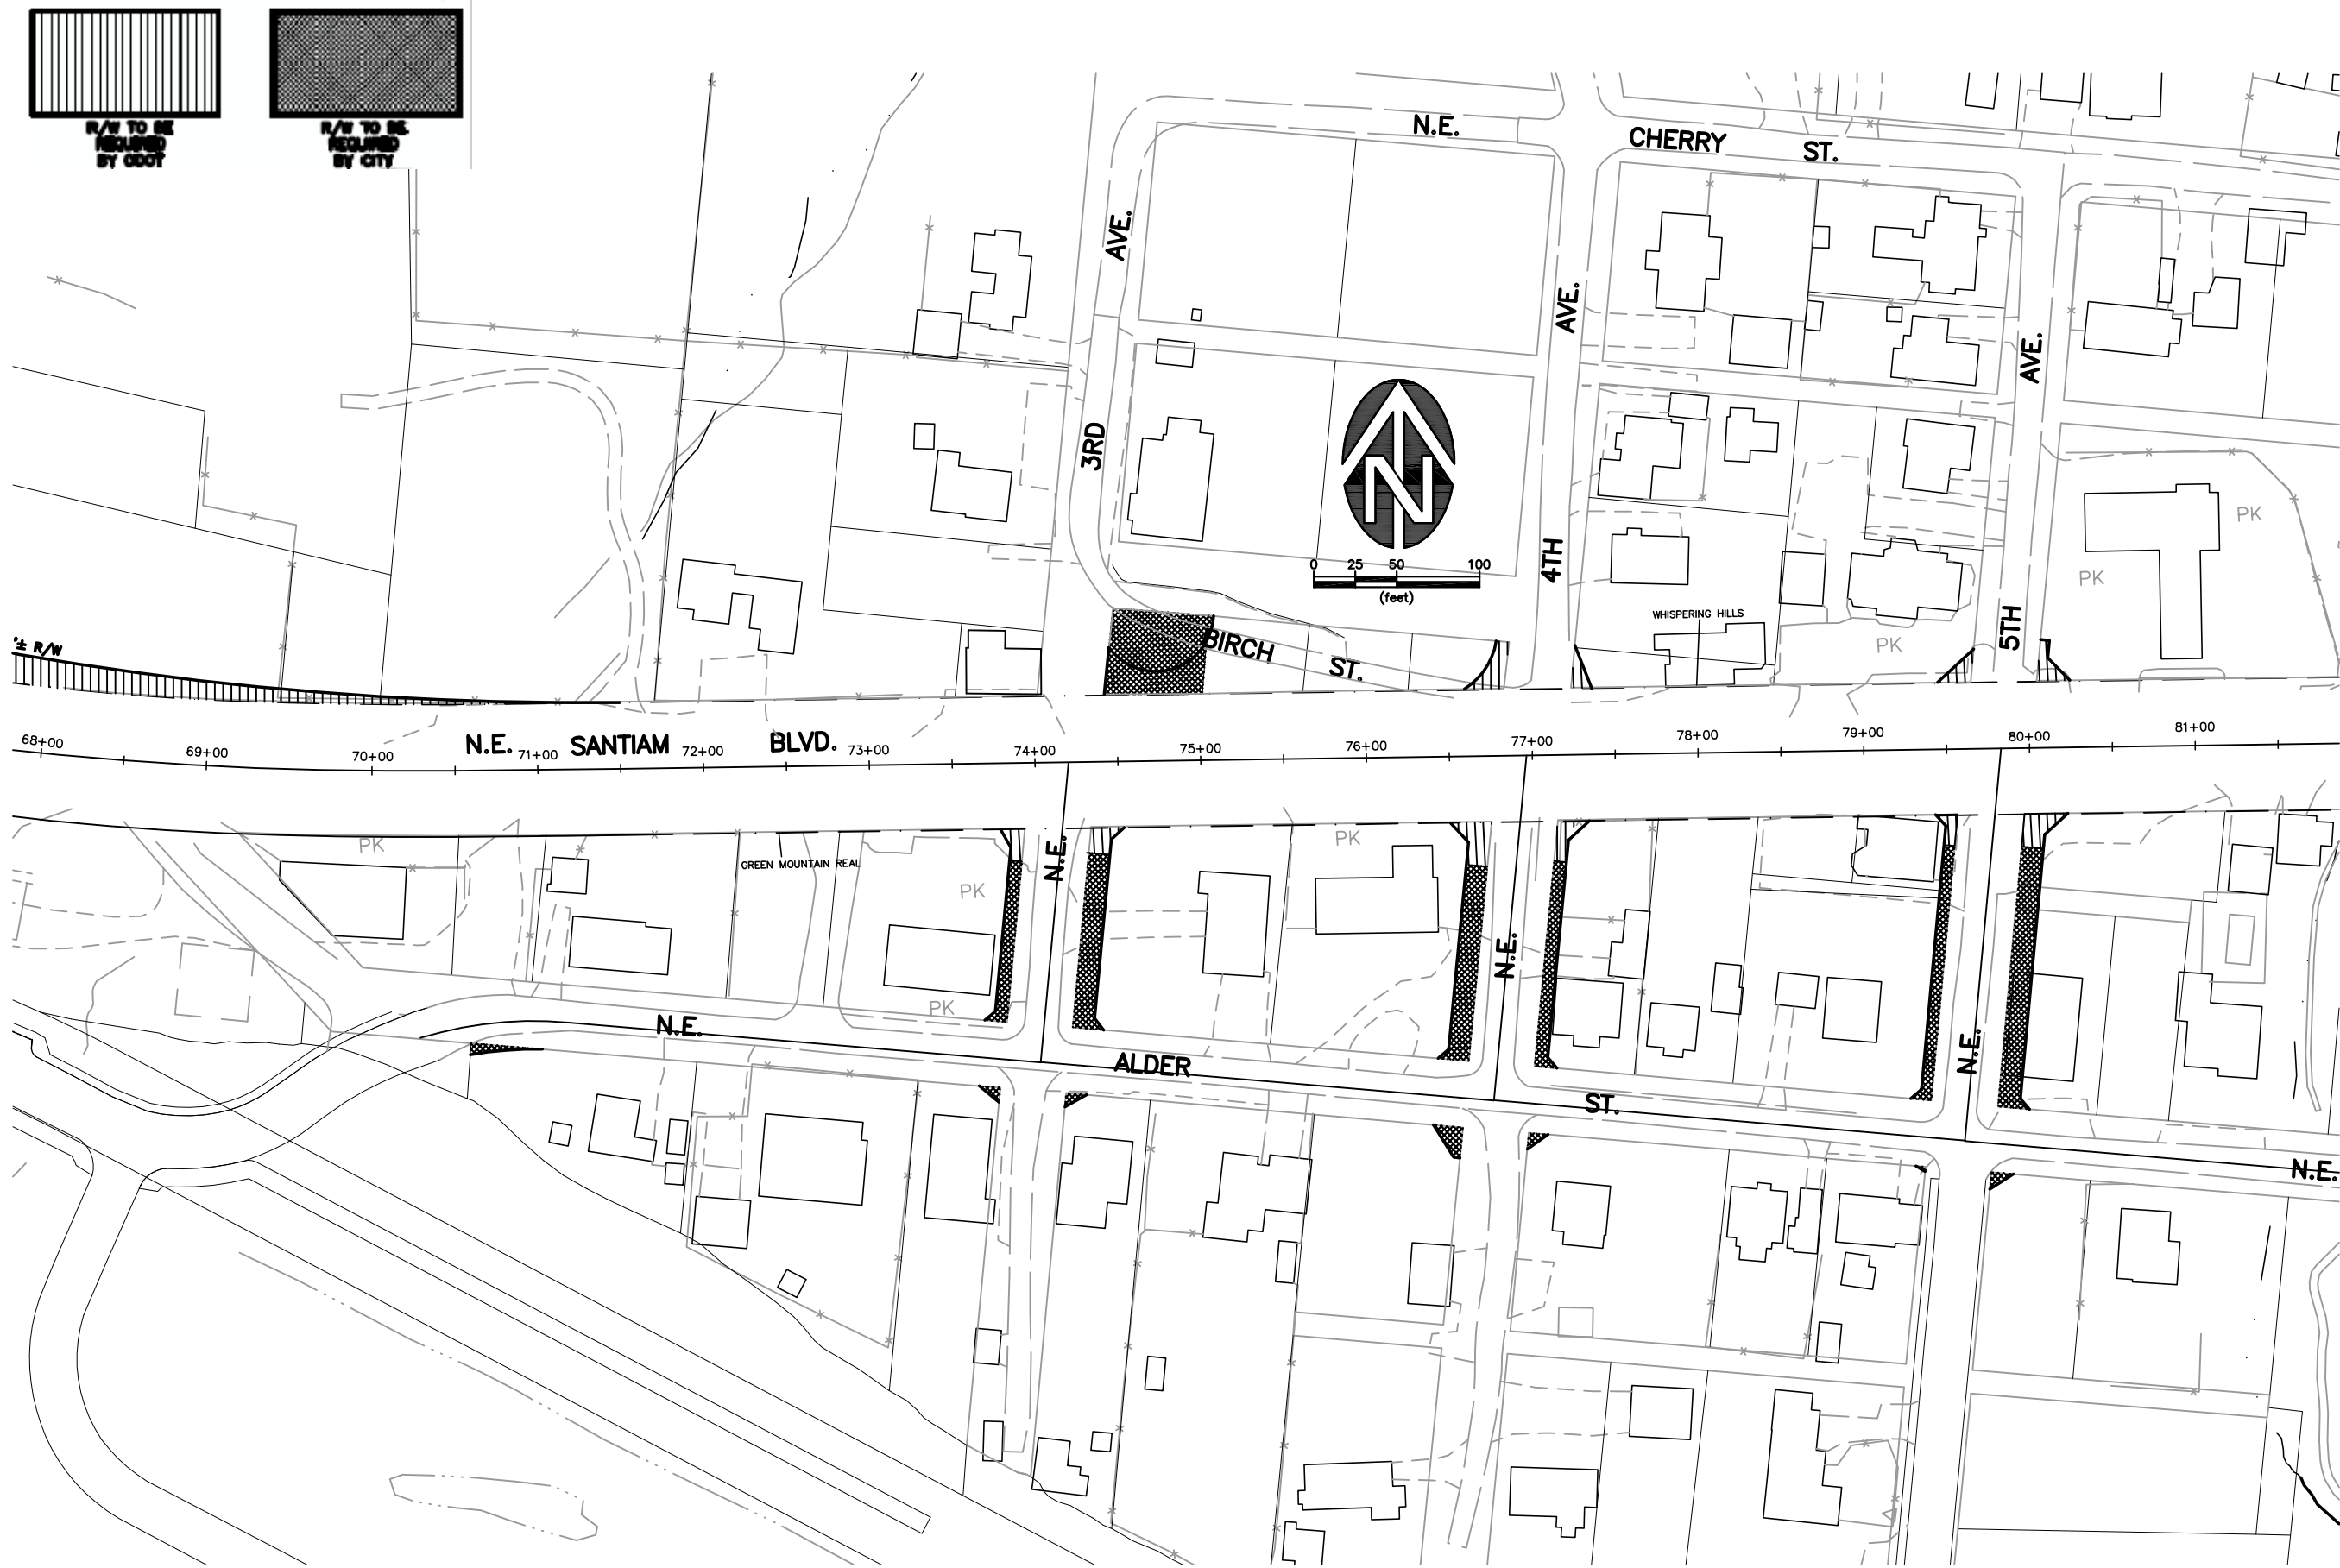 R/W TO BE
REQUIRED
BY ODOT
R/W TO BE
REQUIRED
BY CITY
N.E.
CHERRY
ST.
AVE.
AVE.
AVE.
3RD
N
0 25 50 100
(feet)
4TH
5TH
PK
PK
PK
WHISPERING HILLS
BIRCH
ST.
'± R/W
68+00
69+00
70+00
N.E.
71+00
SANTIAM
72+00
BLVD.
73+00
74+00
75+00
76+00
77+00
78+00
79+00
80+00
81+00
PK
GREEN MOUNTAIN REAL
PK
PK
PK
N.E.
N.E.
N.E.
N.E.
ALDER
ST.
N.E.